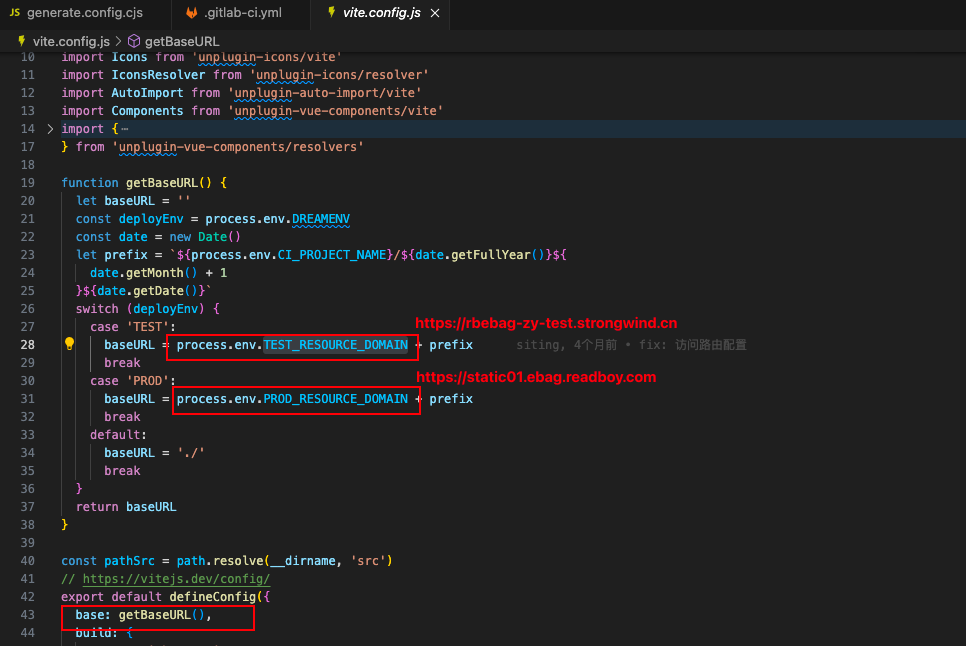 JS generate.config.cjs .gitlab-ci.yml vite.config.js ×
vite.config.js > getBaseURL
10 import Icons from 'unplugin-icons/vite'
11 import IconsResolver from 'unplugin-icons/resolver'
12 import AutoImport from 'unplugin-auto-import/vite'
13 import Components from 'unplugin-vue-components/vite'
14 > import {⋯
17 } from 'unplugin-vue-components/resolvers'
18
19 function getBaseURL() {
20 let baseURL = ''
21 const deployEnv = process.env.DREAMENV
22 const date = new Date()
23 let prefix = `${process.env.CI_PROJECT_NAME}/${date.getFullYear()}${
24 date.getMonth() + 1
25 }${date.getDate()}`
26 switch (deployEnv) {
27 case 'TEST': https://rbebag-zy-test.strongwind.cn
28 baseURL = process.env.TEST_RESOURCE_DOMAIN + prefix siting, 4个月前 • fix: 访问路由配置
29 break
30 case 'PROD': https://static01.ebag.readboy.com
31 baseURL = process.env.PROD_RESOURCE_DOMAIN + prefix
32 break
33 default:
34 baseURL = './'
35 break
36 }
37 return baseURL
38 }
39
40 const pathSrc = path.resolve(__dirname, 'src')
41 // https://vitejs.dev/config/
42 export default defineConfig({
43 base: getBaseURL(),
44 build: {